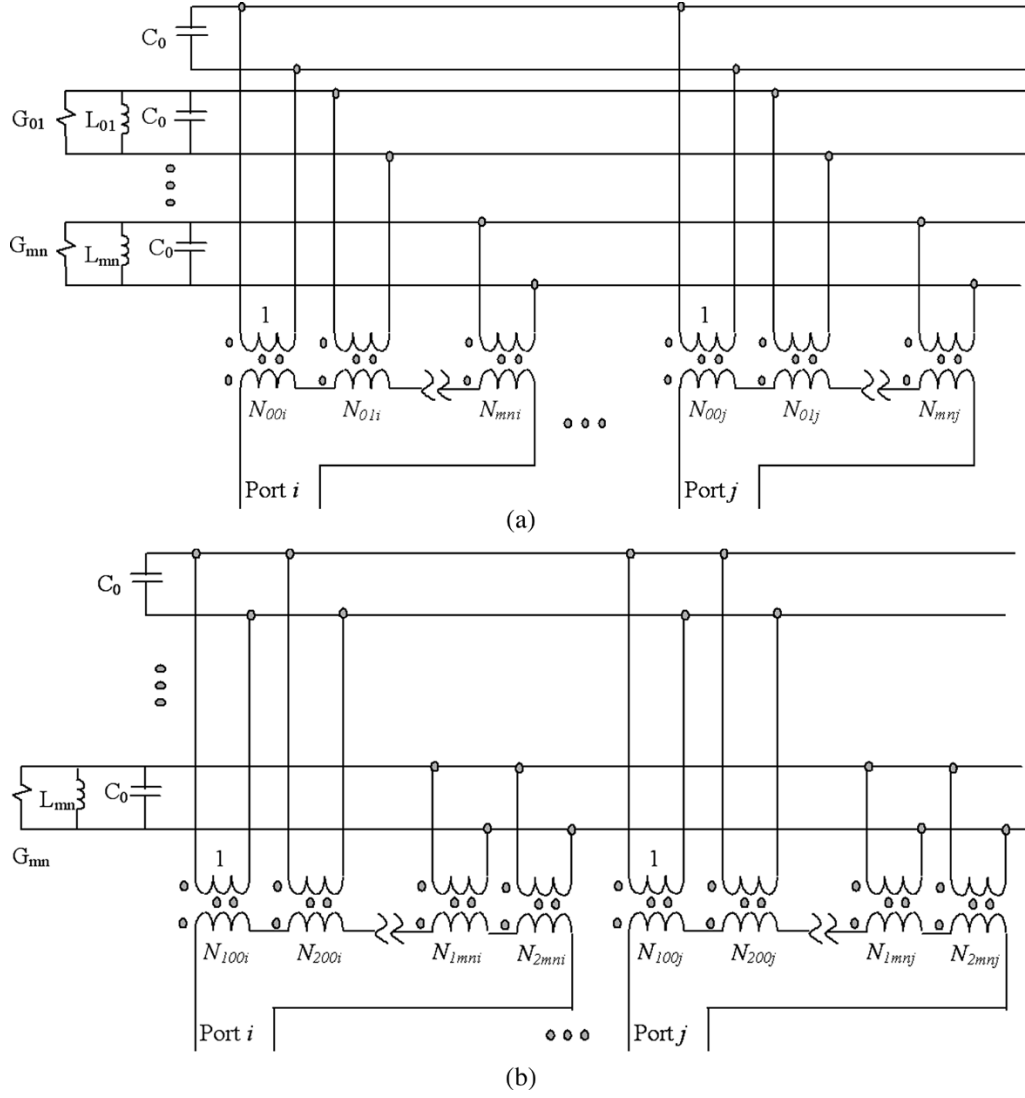 C0
G01 L01 C0
Gmn Lmn C0
1 1
N00i N01i Nmni N00j N01j Nmnj
Port i Port j
(a)
C0
Lmn C0
Gmn
1 1
N100i N200i N1mni N2mni N100j N200j N1mnj N2mnj
Port i Port j
(b)